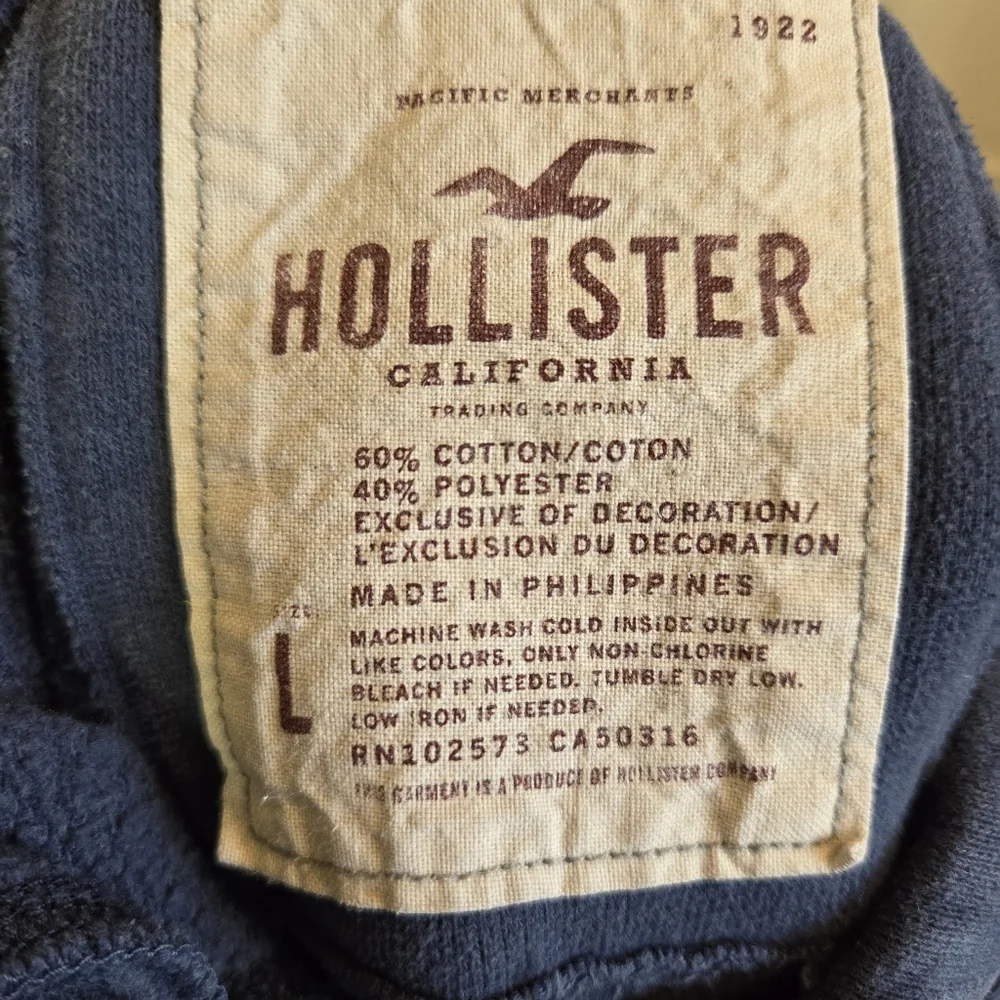 1922
PACIFIC MERCHANTS
HOLLISTER
CALIFORNIA
TRADING COMPANY
60% COTTON/COTON
40% POLYESTER
EXCLUSIVE OF DECORATION/
L'EXCLUSION DU DECORATION
MADE IN PHILIPPINES
SIZE
L
MACHINE WASH COLD INSIDE OUT WITH
LIKE COLORS. ONLY NON-CHLORINE
BLEACH IF NEEDED. TUMBLE DRY LOW.
LOW IRON IF NEEDED.
RN102573 CA50316
THIS GARMENT IS A PRODUCT OF HOLLISTER COMPANY